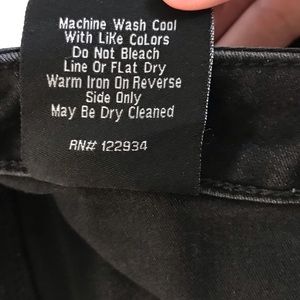 Machine Wash Cool
With Like Colors
Do Not Bleach
Line Or Flat Dry
Warm Iron On Reverse
Side Only
May Be Dry Cleaned
RN# 122934